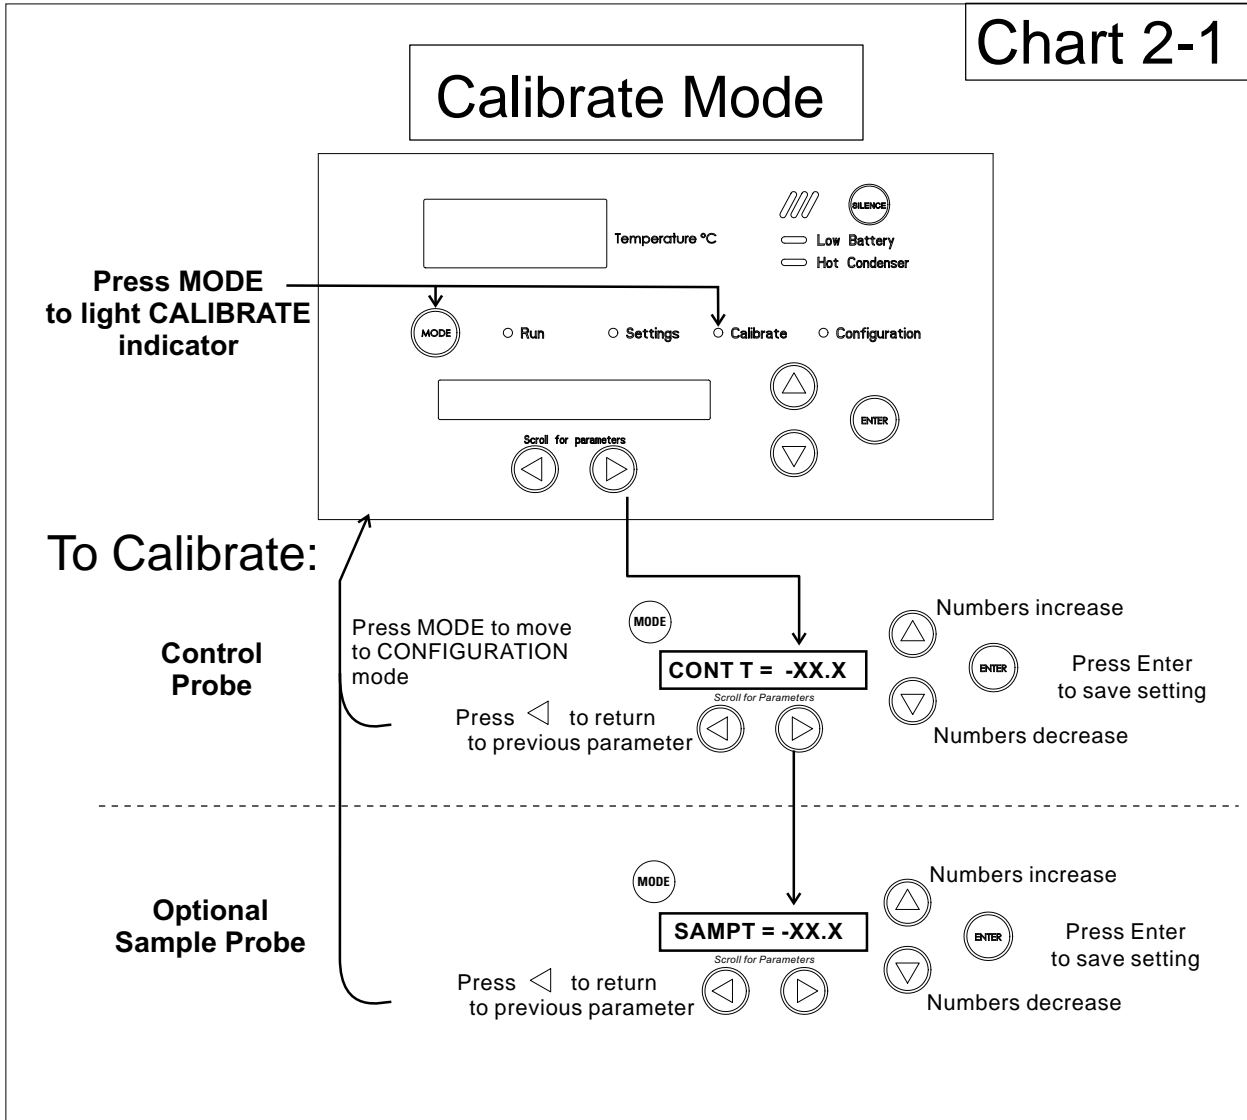 Chart 2-1
Calibrate Mode
SILENCE
Temperature °C
Low Battery
Hot Condenser
Press MODE
to light CALIBRATE
indicator
MODE
Run
Settings
Calibrate
Configuration
ENTER
Scroll for parameters
To Calibrate:
Control
Probe
Press MODE to move
to CONFIGURATION
mode
MODE
CONT T = -XX.X
Scroll for Parameters
Press ◁ to return
to previous parameter
Numbers increase
ENTER
Press Enter
to save setting
Numbers decrease
Optional
Sample Probe
MODE
SAMPT = -XX.X
Scroll for Parameters
Press ◁ to return
to previous parameter
Numbers increase
ENTER
Press Enter
to save setting
Numbers decrease